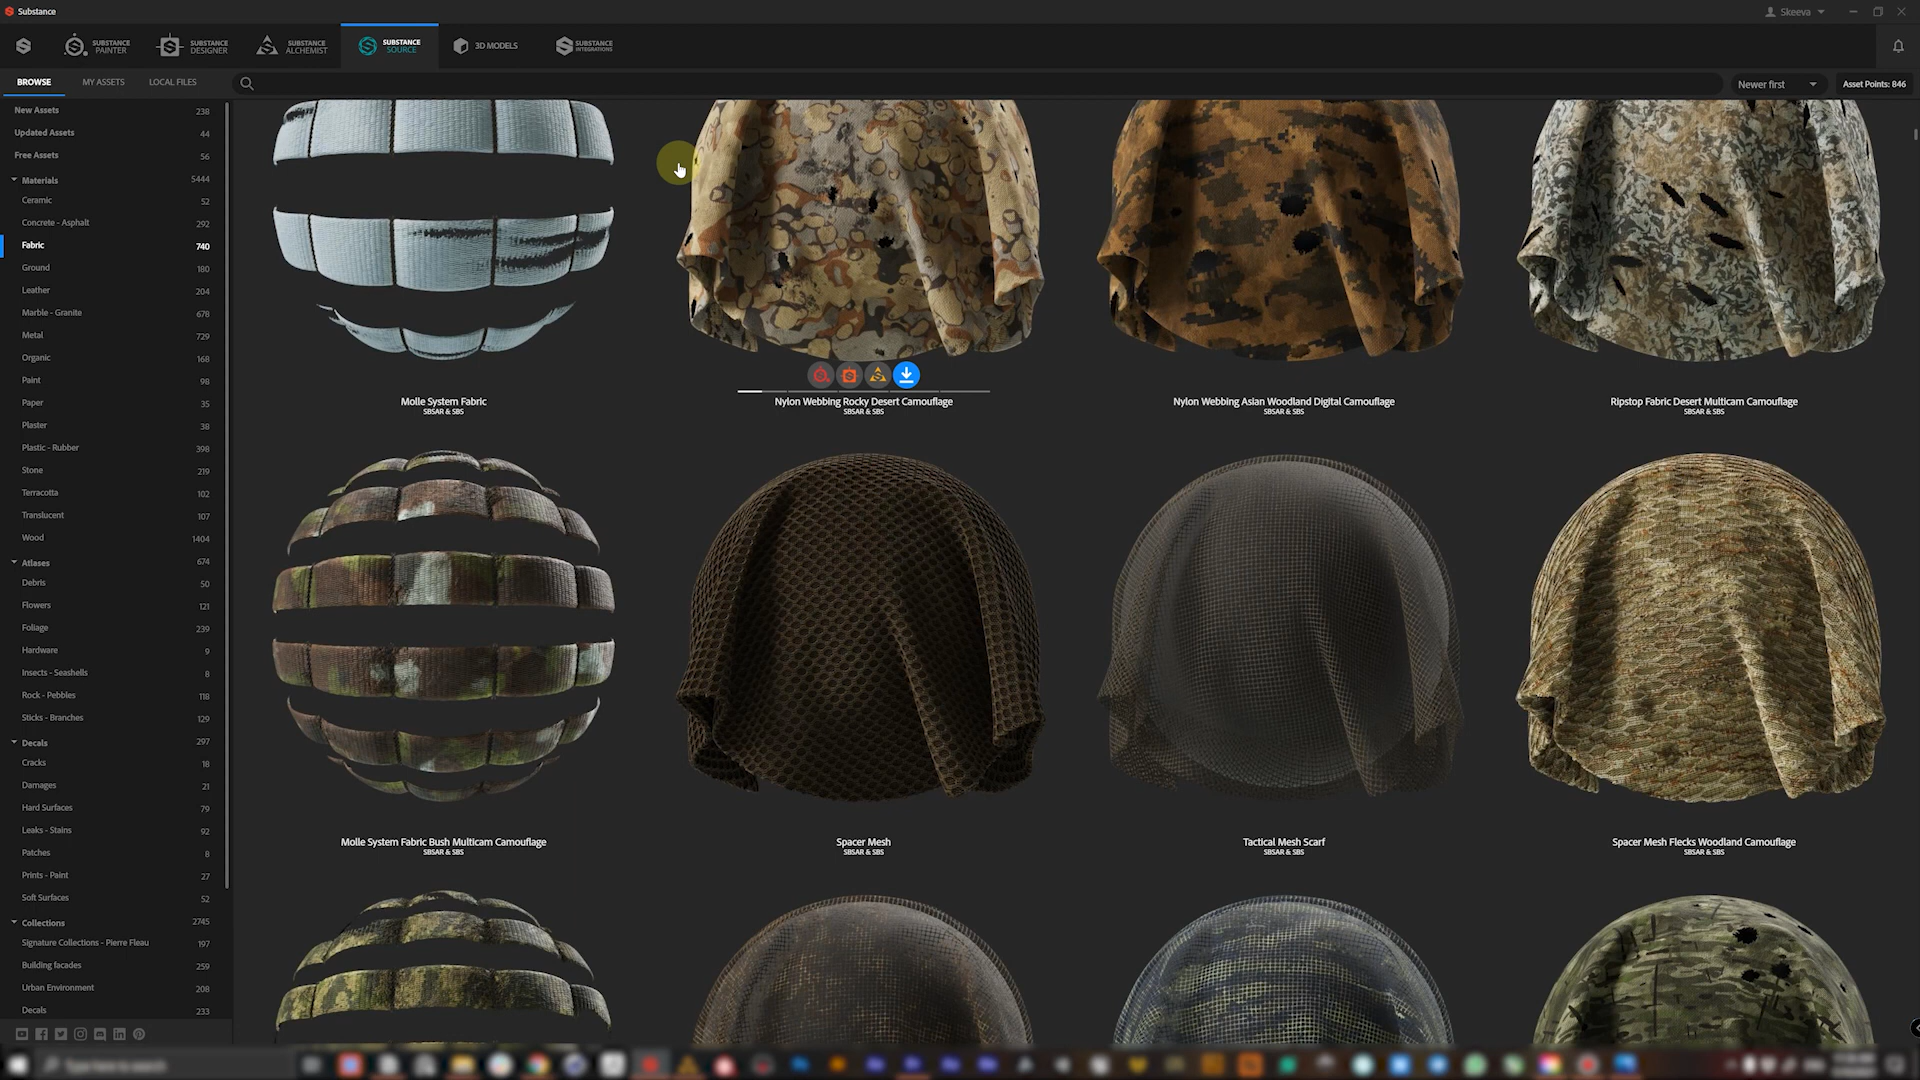 Substance
Skeeva
SUBSTANCE
PAINTER
SUBSTANCE
DESIGNER
SUBSTANCE
ALCHEMIST
SUBSTANCE
SOURCE
3D MODELS
SUBSTANCE
INTEGRATIONS
BROWSE
MY ASSETS
LOCAL FILES
Newer first
Asset Points: 846
New Assets 238
Updated Assets 44
Free Assets 56
Materials 5444
Ceramic 52
Concrete - Asphalt 292
Fabric 740
Ground 180
Leather 204
Marble - Granite 678
Metal 729
Organic 168
Paint 98
Paper 35
Plaster 38
Plastic - Rubber 398
Stone 219
Terracotta 102
Translucent 107
Wood 1404
Atlases 674
Debris 50
Flowers 121
Foliage 239
Hardware 9
Insects - Seashells 8
Rock - Pebbles 118
Sticks - Branches 129
Decals 297
Cracks 18
Damages 21
Hard Surfaces 79
Leaks - Stains 92
Patches 8
Prints - Paint 27
Soft Surfaces 52
Collections 2745
Signature Collections - Pierre Fleau 197
Building facades 259
Urban Environment 208
Decals 233
Molle System Fabric
SBSAR & SBS
Nylon Webbing Rocky Desert Camouflage
SBSAR & SBS
Nylon Webbing Asian Woodland Digital Camouflage
SBSAR & SBS
Ripstop Fabric Desert Multicam Camouflage
SBSAR & SBS
Molle System Fabric Bush Multicam Camouflage
SBSAR & SBS
Spacer Mesh
SBSAR & SBS
Tactical Mesh Scarf
SBSAR & SBS
Spacer Mesh Flecks Woodland Camouflage
SBSAR & SBS
Type here to search